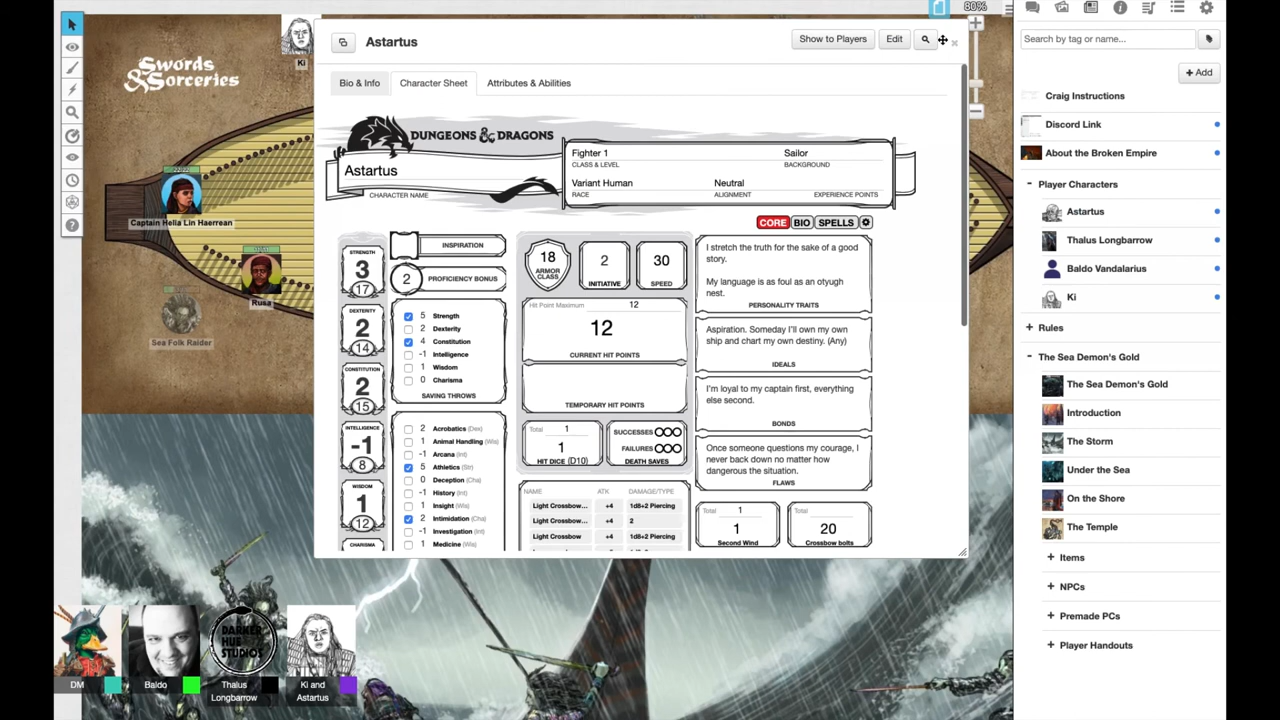 Swords
&Sorceries
22/22
Captain Hella Lin Haerrean
Rusa
Sea Folk Raider
Ki
80%
Astartus
Show to Players
Edit
Bio & Info
Character Sheet
Attributes & Abilities
DUNGEONS & DRAGONS
Astartus
CHARACTER NAME
Fighter 1
Sailor
CLASS & LEVEL
BACKGROUND
Variant Human
Neutral
RACE
ALIGNMENT
EXPERIENCE POINTS
CORE
BIO
SPELLS
STRENGTH
3
17
DEXTERITY
2
14
CONSTITUTION
2
15
INTELLIGENCE
-1
8
WISDOM
1
12
CHARISMA
INSPIRATION
2
PROFICIENCY BONUS
5 Strength
2 Dexterity
4 Constitution
-1 Intelligence
1 Wisdom
0 Charisma
SAVING THROWS
2 Acrobatics (Dex)
1 Animal Handling (Wis)
-1 Arcana (Int)
5 Athletics (Str)
0 Deception (Cha)
-1 History (Int)
1 Insight (Wis)
2 Intimidation (Cha)
-1 Investigation (Int)
1 Medicine (Wis)
18
ARMOR
CLASS
2
INITIATIVE
30
SPEED
Hit Point Maximum 12
12
CURRENT HIT POINTS
TEMPORARY HIT POINTS
Total 1
1
HIT DICE (D10)
SUCCESSES
FAILURES
DEATH SAVES
NAME ATK DAMAGE/TYPE
Light Crossbow... +4 1d8+2 Piercing
Light Crossbow... +4 2
Light Crossbow +4 1d8+2 Piercing
I stretch the truth for the sake of a good
story.
My language is as foul as an otyugh
nest.
PERSONALITY TRAITS
Aspiration. Someday I'll own my own
ship and chart my own destiny. (Any)
IDEALS
I'm loyal to my captain first, everything
else second.
BONDS
Once someone questions my courage, I
never back down no matter how
dangerous the situation.
FLAWS
Total 1
1
Second Wind
Total
20
Crossbow bolts
Search by tag or name...
+ Add
Craig Instructions
Discord Link
About the Broken Empire
- Player Characters
Astartus
Thalus Longbarrow
Baldo Vandalarius
Ki
+ Rules
- The Sea Demon's Gold
The Sea Demon's Gold
Introduction
The Storm
Under the Sea
On the Shore
The Temple
+ Items
+ NPCs
+ Premade PCs
+ Player Handouts
DARKER
HUE
STUDIOS
DM
Baldo
Thalus
Longbarrow
Ki and
Astartus